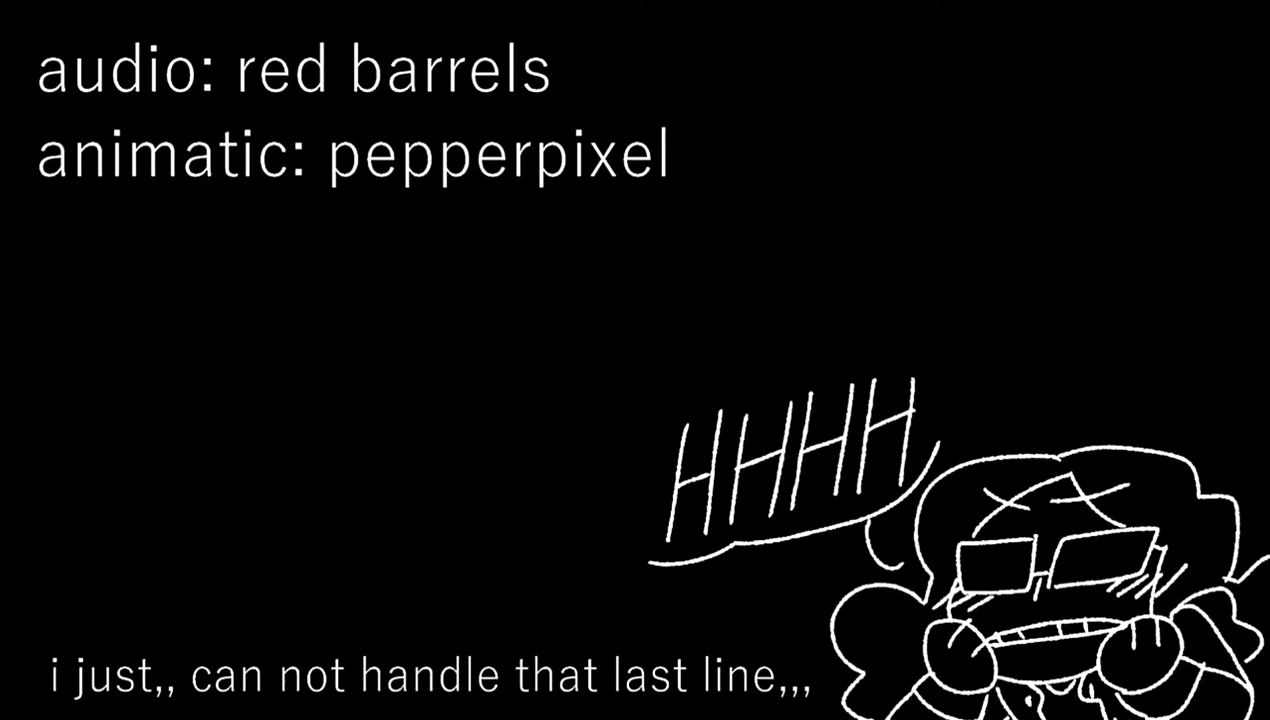 audio: red barrels
animatic: pepperpixel
HHHH
i just,, can not handle that last line,,,